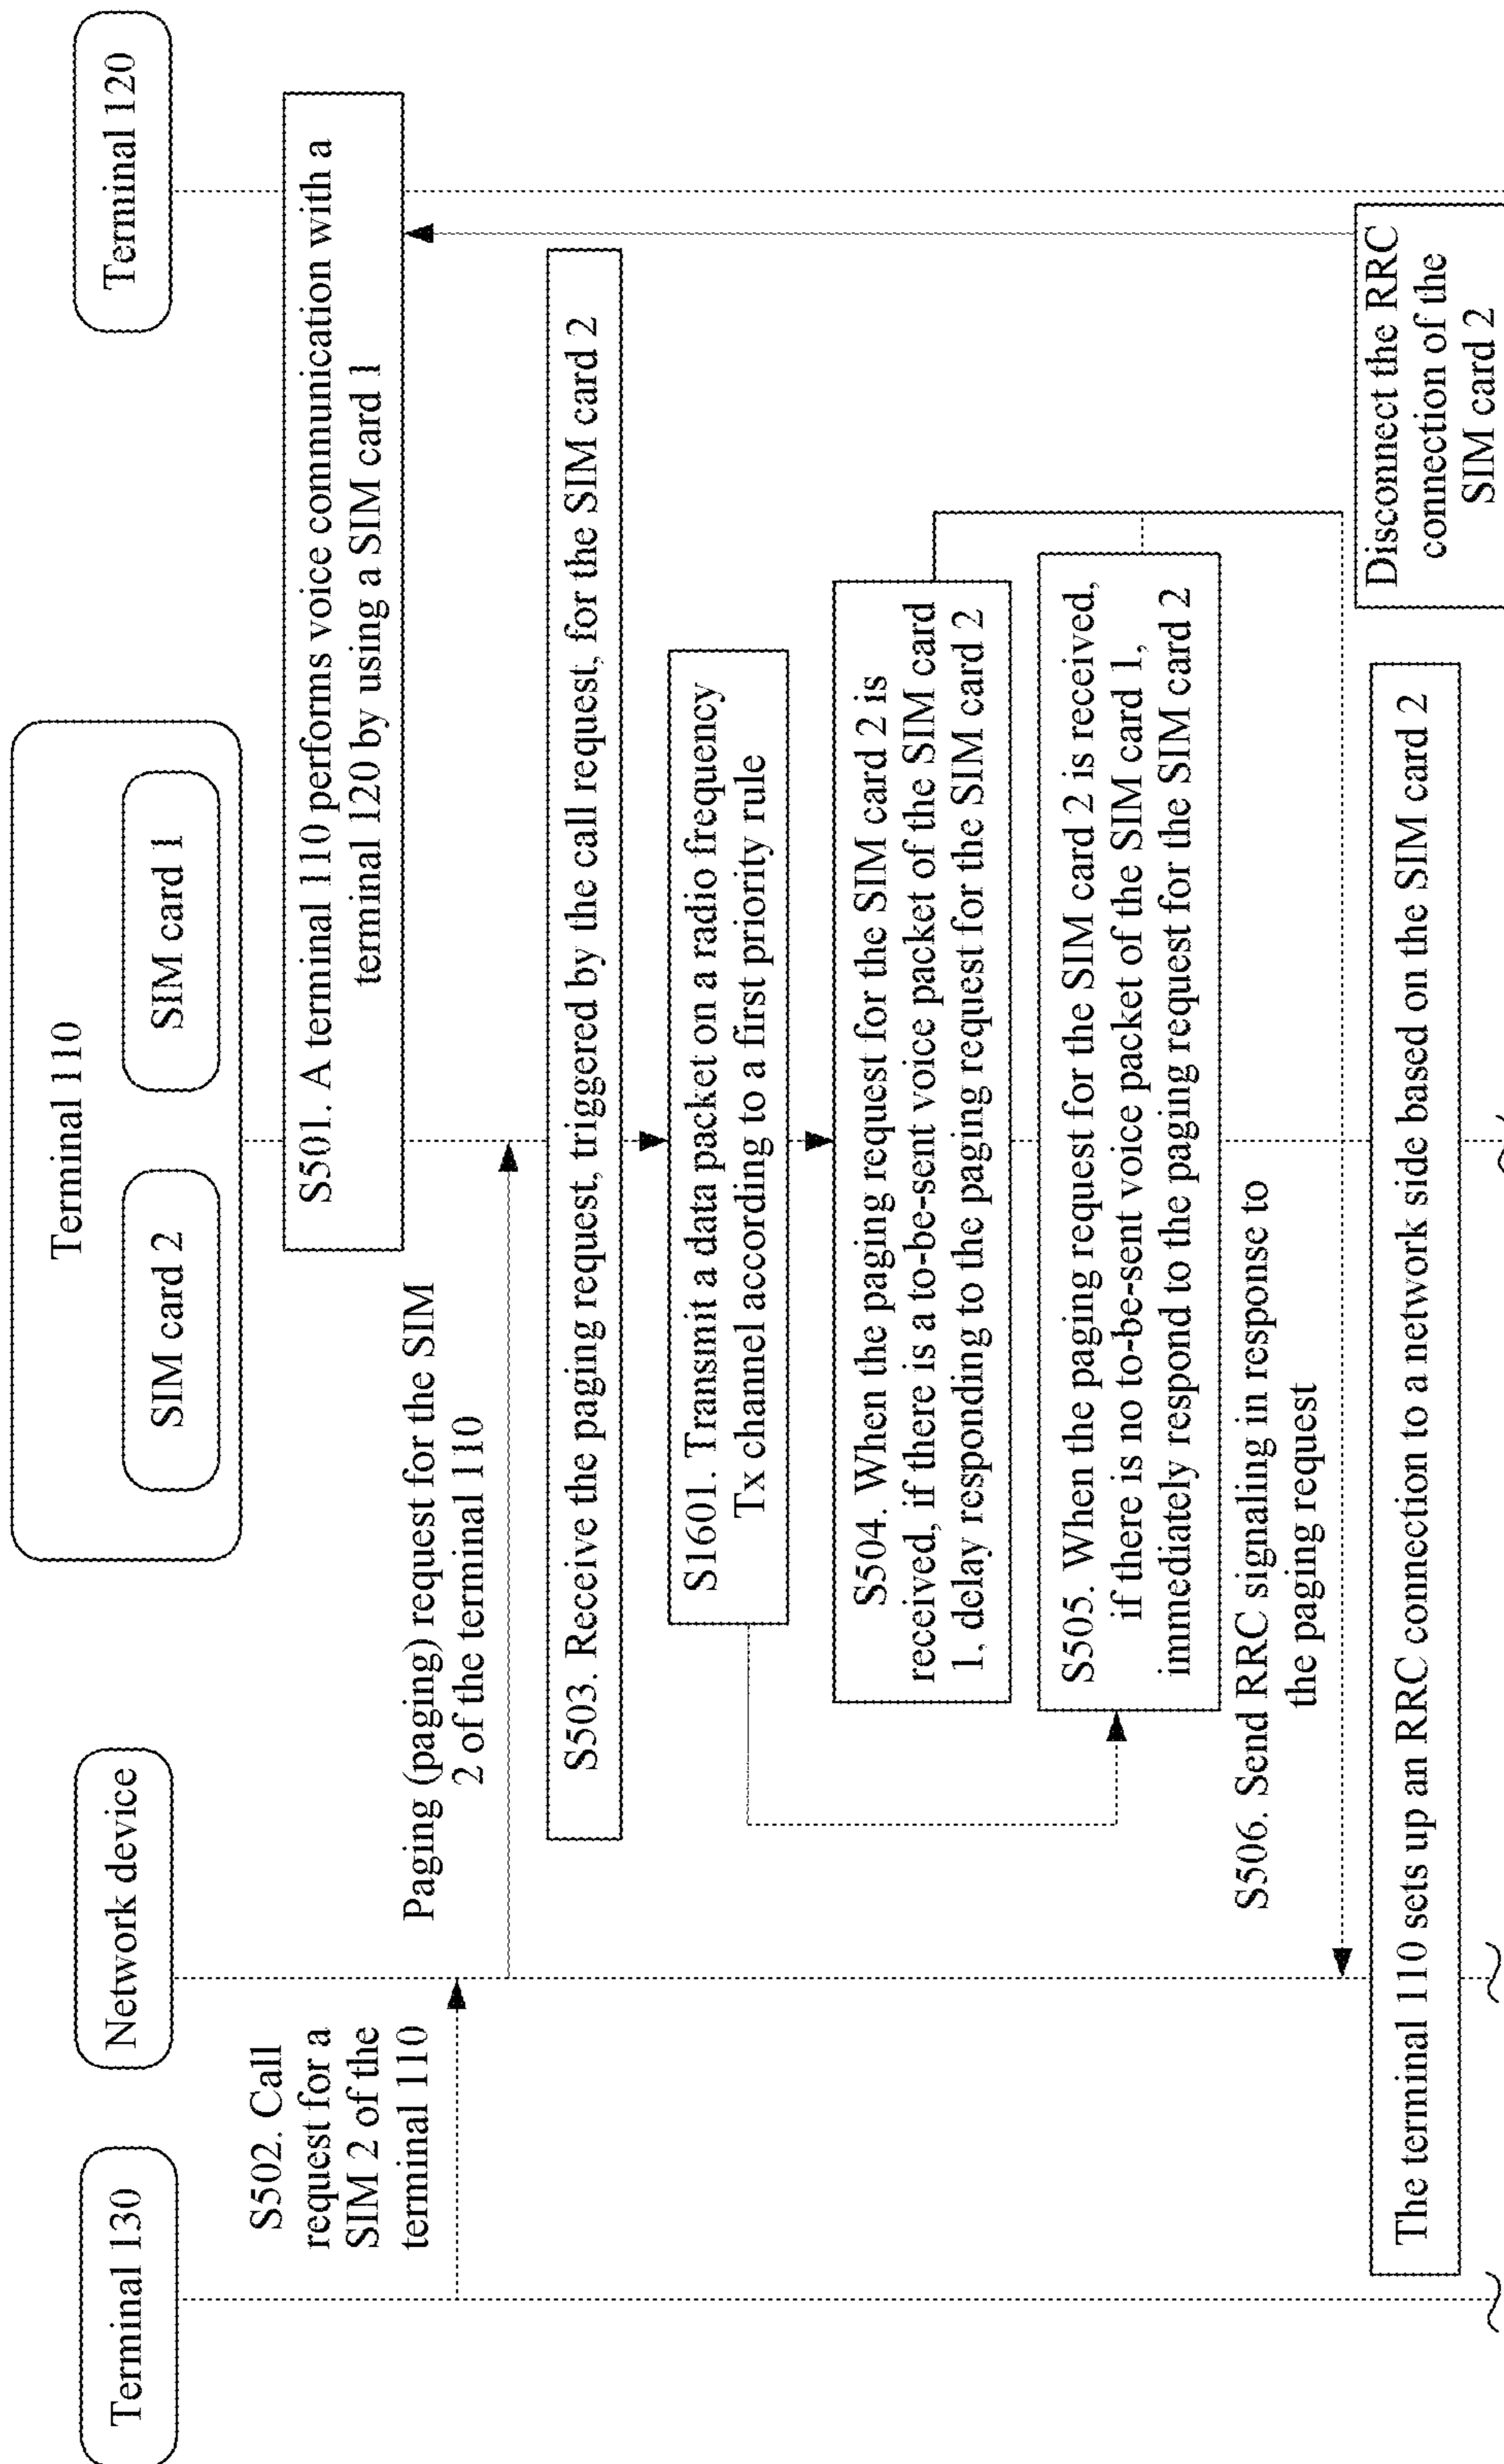 Terminal 130
Network device
Terminal 110
SIM card 2
SIM card 1
Terminal 120
S501. A terminal 110 performs voice communication with a
terminal 120 by using a SIM card 1
S502. Call
request for a
SIM 2 of the
terminal 110
Paging (paging) request for the SIM
2 of the terminal 110
S503. Receive the paging request, triggered by the call request, for the SIM card 2
S1601. Transmit a data packet on a radio frequency
Tx channel according to a first priority rule
S504. When the paging request for the SIM card 2 is
received, if there is a to-be-sent voice packet of the SIM card
1, delay responding to the paging request for the SIM card 2
S505. When the paging request for the SIM card 2 is received,
if there is no to-be-sent voice packet of the SIM card 1,
immediately respond to the paging request for the SIM card 2
S506. Send RRC signaling in response to
the paging request
The terminal 110 sets up an RRC connection to a network side based on the SIM card 2
Disconnect the RRC
connection of the
SIM card 2